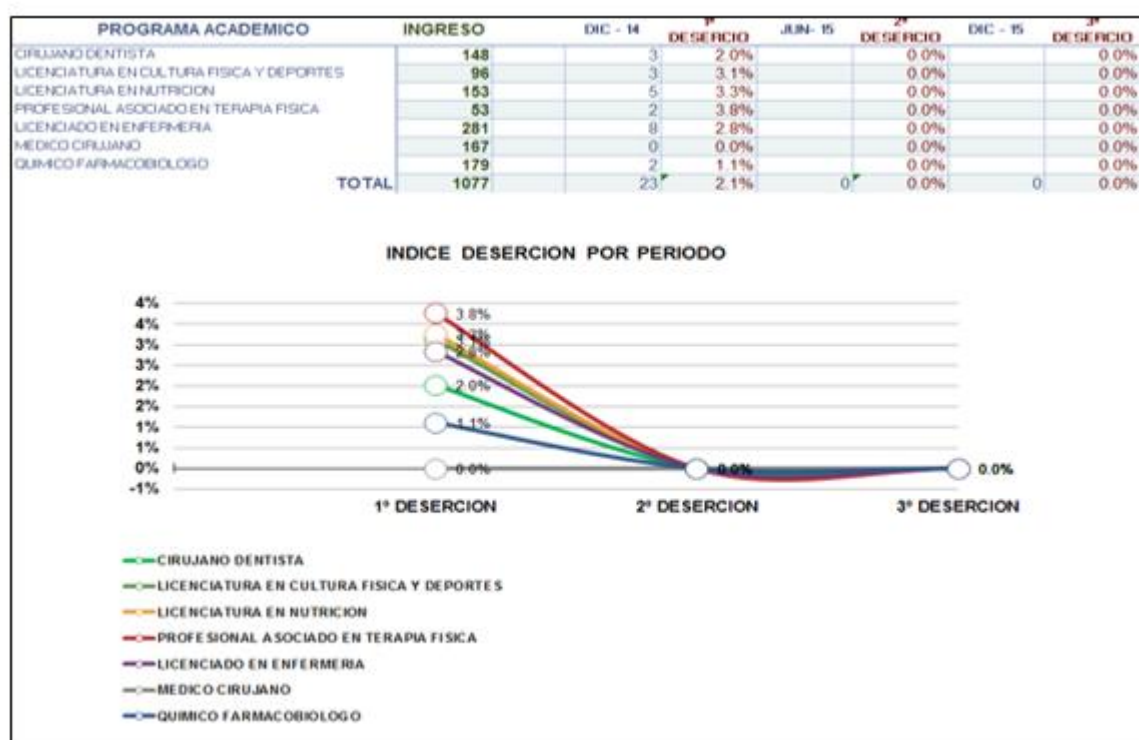 PROGRAMA ACADEMICO INGRESO DIC - 14 1ª DESERCIO JUN- 15 2ª DESERCIO DIC - 15 3ª DESERCIO
CIRUJANO DENTISTA 148 3 2.0% 0.0% 0.0%
LICENCIATURA EN CULTURA FISICA Y DEPORTES 96 3 3.1% 0.0% 0.0%
LICENCIATURA EN NUTRICION 153 5 3.3% 0.0% 0.0%
PROFESIONAL ASOCIADO EN TERAPIA FISICA 53 2 3.8% 0.0% 0.0%
LICENCIADO EN ENFERMERIA 281 8 2.8% 0.0% 0.0%
MEDICO CIRUJANO 167 0 0.0% 0.0% 0.0%
QUIMICO FARMACOBIOLOGO 179 2 1.1% 0.0% 0.0%
TOTAL 1077 23 2.1% 0 0.0% 0 0.0%
INDICE DESERCION POR PERIODO
4%
3.8%
4%
3%
3%
2%
2.0%
2%
1%
1.1%
1%
0% 0.0% 0.0% 0.0%
-1%
1º DESERCION 2º DESERCION 3º DESERCION
CIRUJANO DENTISTA
LICENCIATURA EN CULTURA FISICA Y DEPORTES
LICENCIATURA EN NUTRICION
PROFESIONAL ASOCIADO EN TERAPIA FISICA
LICENCIADO EN ENFERMERIA
MEDICO CIRUJANO
QUIMICO FARMACOBIOLOGO